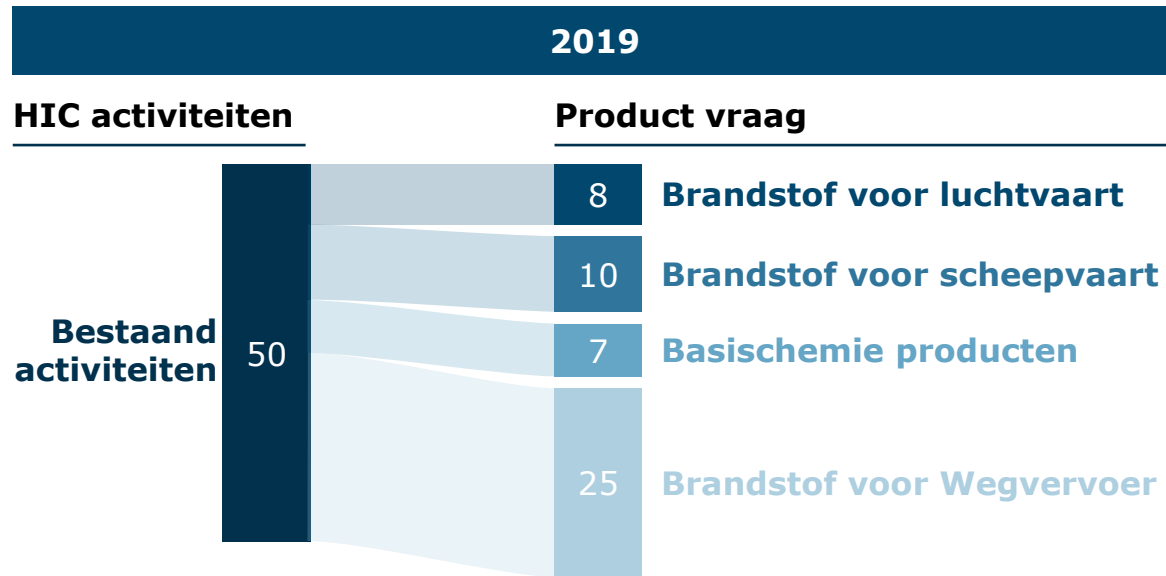 2019
HIC activiteiten
Product vraag
Bestaand
activiteiten
50
8
Brandstof voor luchtvaart
10
Brandstof voor scheepvaart
7
Basischemie producten
25
Brandstof voor Wegvervoer